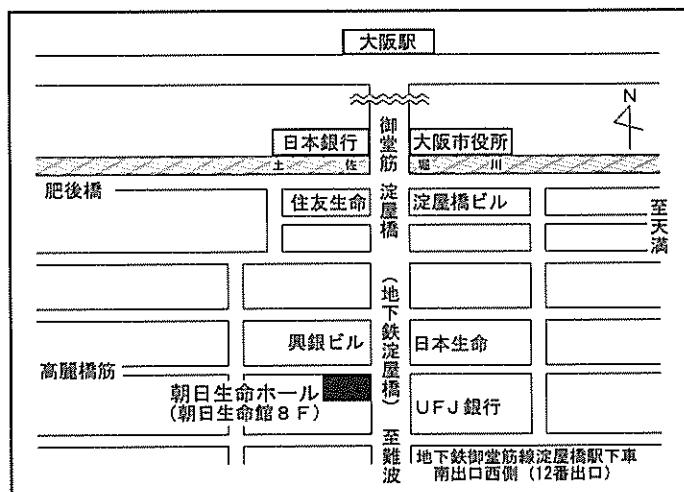 大阪駅
N
日本銀行
御堂筋
大阪市役所
土佐堀川
肥後橋
住友生命
淀屋橋
淀屋橋ビル
至天満
(地下鉄淀屋橋)
興銀ビル
日本生命
高麗橋筋
朝日生命ホール
(朝日生命館8F)
UFJ銀行
至難波
地下鉄御堂筋線淀屋橋駅下車
南出口西側(12番出口)